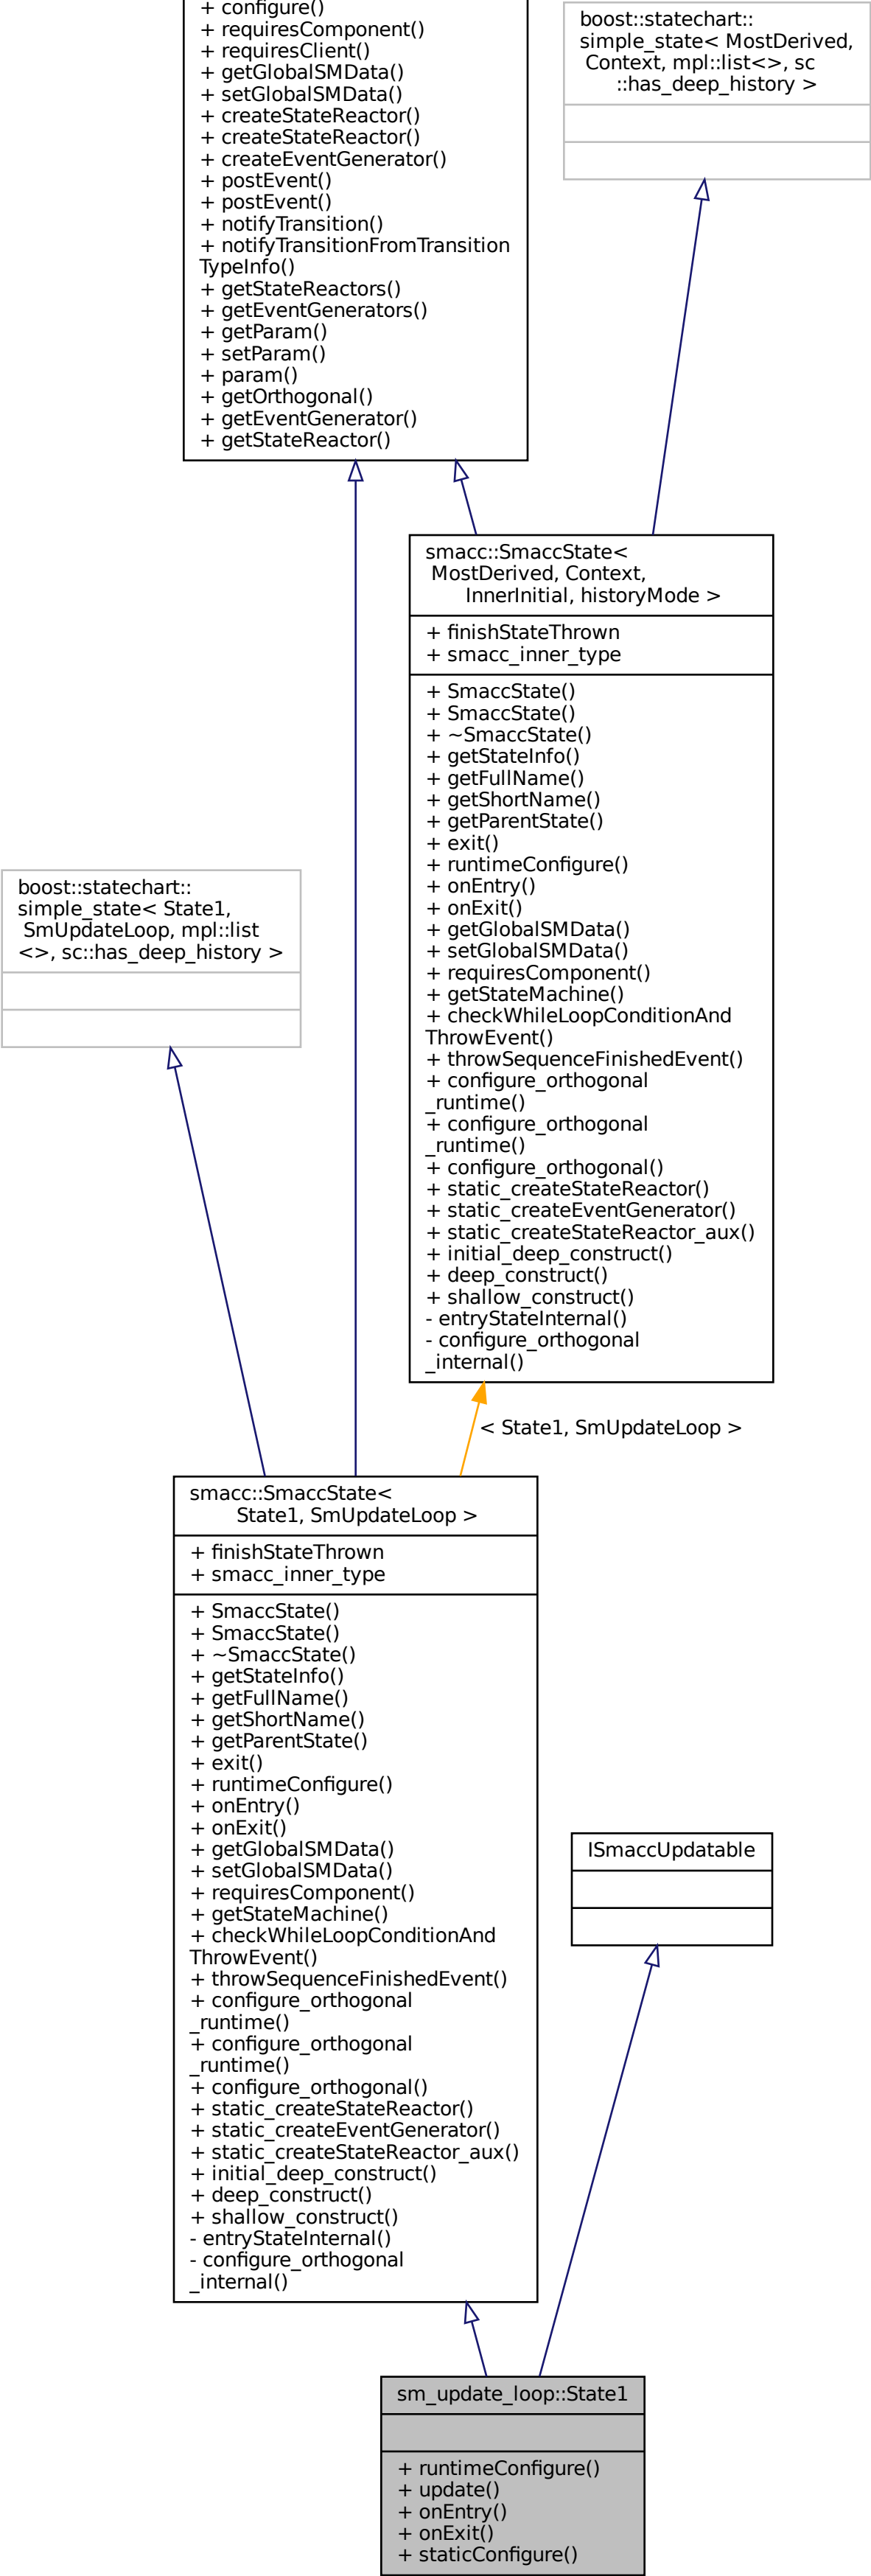 + configure()
+ requiresComponent()
+ requiresClient()
+ getGlobalSMData()
+ setGlobalSMData()
+ createStateReactor()
+ createStateReactor()
+ createEventGenerator()
+ postEvent()
+ postEvent()
+ notifyTransition()
+ notifyTransitionFromTransition
TypeInfo()
+ getStateReactors()
+ getEventGenerators()
+ getParam()
+ setParam()
+ param()
+ getOrthogonal()
+ getEventGenerator()
+ getStateReactor()
boost::statechart::
simple_state< MostDerived,
Context, mpl::list<>, sc
::has_deep_history >
smacc::SmaccState<
MostDerived, Context,
InnerInitial, historyMode >
+ finishStateThrown
+ smacc_inner_type
+ SmaccState()
+ SmaccState()
+ ~SmaccState()
+ getStateInfo()
+ getFullName()
+ getShortName()
+ getParentState()
+ exit()
+ runtimeConfigure()
+ onEntry()
+ onExit()
+ getGlobalSMData()
+ setGlobalSMData()
+ requiresComponent()
+ getStateMachine()
+ checkWhileLoopConditionAnd
ThrowEvent()
+ throwSequenceFinishedEvent()
+ configure_orthogonal
_runtime()
+ configure_orthogonal
_runtime()
+ configure_orthogonal()
+ static_createStateReactor()
+ static_createEventGenerator()
+ static_createStateReactor_aux()
+ initial_deep_construct()
+ deep_construct()
+ shallow_construct()
- entryStateInternal()
- configure_orthogonal
_internal()
boost::statechart::
simple_state< State1,
SmUpdateLoop, mpl::list
<>, sc::has_deep_history >
< State1, SmUpdateLoop >
smacc::SmaccState<
State1, SmUpdateLoop >
+ finishStateThrown
+ smacc_inner_type
+ SmaccState()
+ SmaccState()
+ ~SmaccState()
+ getStateInfo()
+ getFullName()
+ getShortName()
+ getParentState()
+ exit()
+ runtimeConfigure()
+ onEntry()
+ onExit()
+ getGlobalSMData()
+ setGlobalSMData()
+ requiresComponent()
+ getStateMachine()
+ checkWhileLoopConditionAnd
ThrowEvent()
+ throwSequenceFinishedEvent()
+ configure_orthogonal
_runtime()
+ configure_orthogonal
_runtime()
+ configure_orthogonal()
+ static_createStateReactor()
+ static_createEventGenerator()
+ static_createStateReactor_aux()
+ initial_deep_construct()
+ deep_construct()
+ shallow_construct()
- entryStateInternal()
- configure_orthogonal
_internal()
ISmaccUpdatable
sm_update_loop::State1
+ runtimeConfigure()
+ update()
+ onEntry()
+ onExit()
+ staticConfigure()